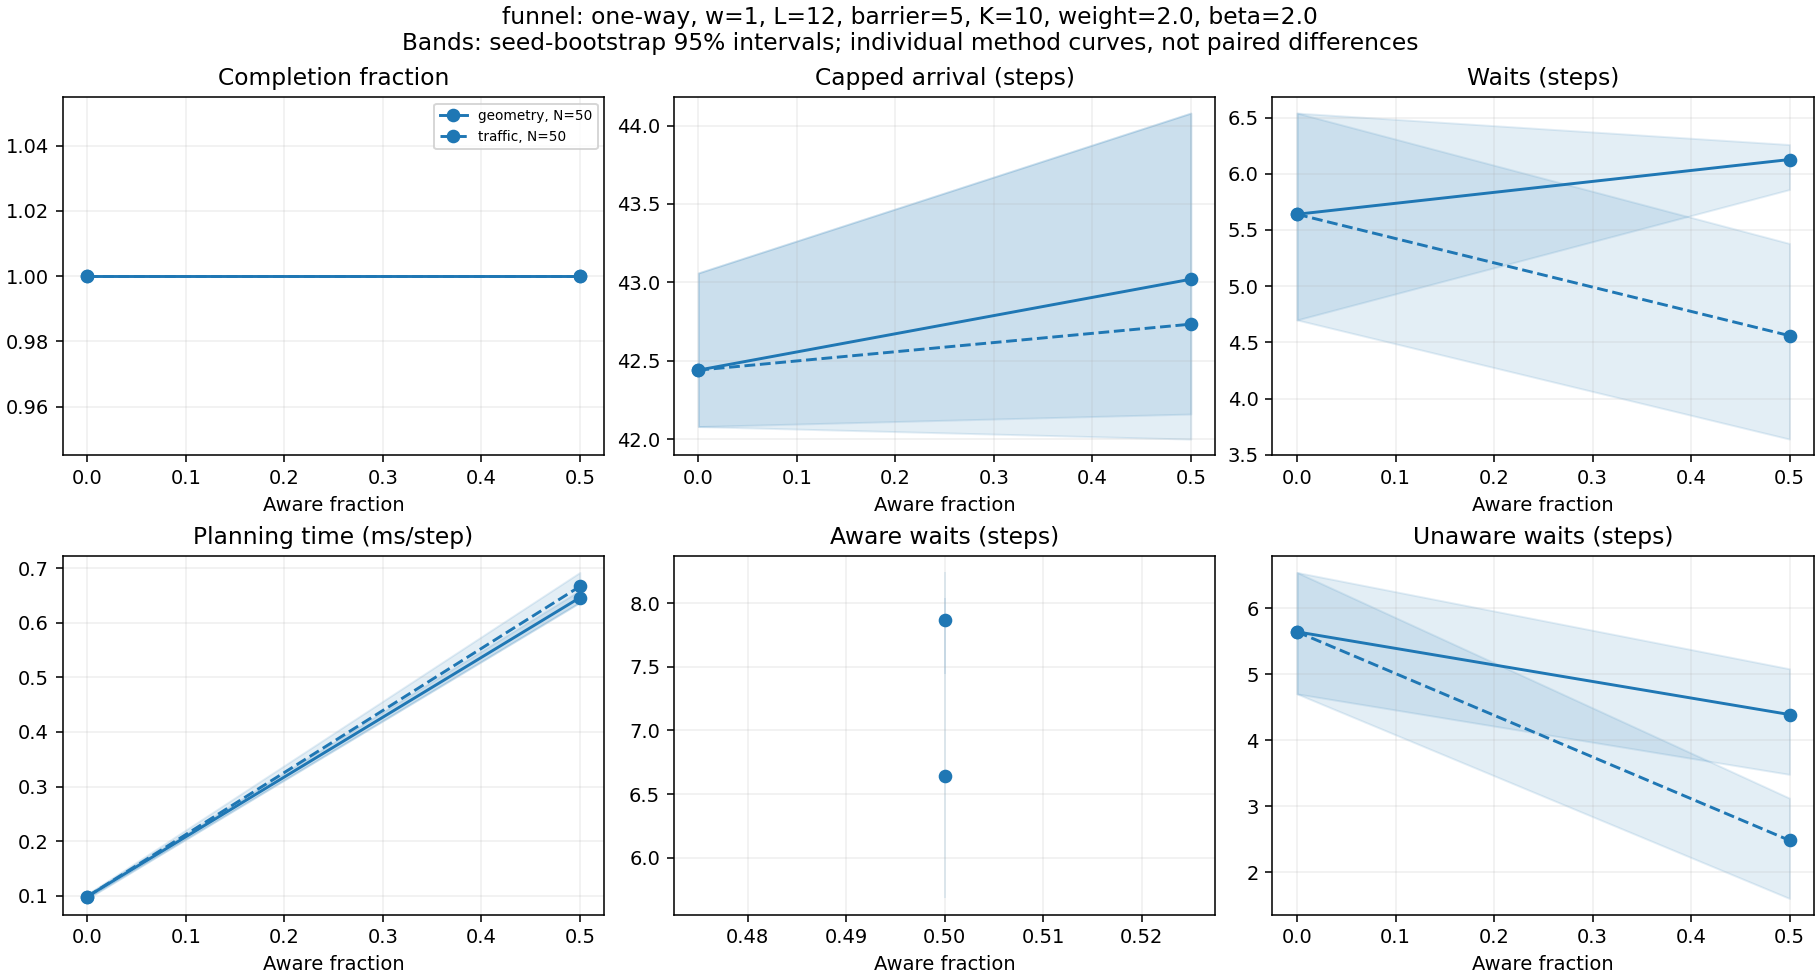 funnel: one-way, w=1, L=12, barrier=5, K=10, weight=2.0, beta=2.0
Bands: seed-bootstrap 95% intervals; individual method curves, not paired differences
Completion fraction
geometry, N=50
traffic, N=50
1.04
1.02
1.00
0.98
0.96
0.0 0.1 0.2 0.3 0.4 0.5
Aware fraction
Capped arrival (steps)
44.0
43.5
43.0
42.5
42.0
0.0 0.1 0.2 0.3 0.4 0.5
Aware fraction
Waits (steps)
6.5
6.0
5.5
5.0
4.5
4.0
3.5
0.0 0.1 0.2 0.3 0.4 0.5
Aware fraction
Planning time (ms/step)
0.7
0.6
0.5
0.4
0.3
0.2
0.1
0.0 0.1 0.2 0.3 0.4 0.5
Aware fraction
Aware waits (steps)
8.0
7.5
7.0
6.5
6.0
0.48 0.49 0.50 0.51 0.52
Aware fraction
Unaware waits (steps)
6
5
4
3
2
0.0 0.1 0.2 0.3 0.4 0.5
Aware fraction